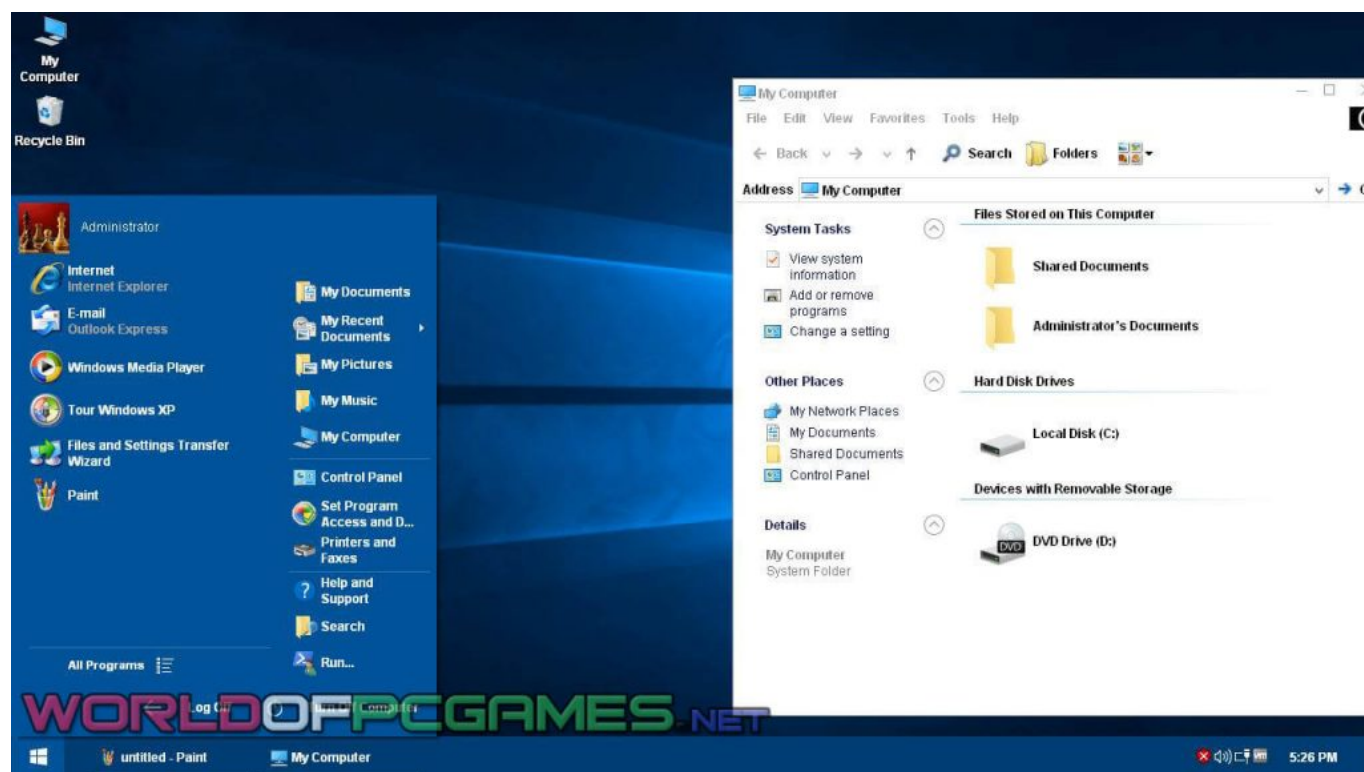 My
Computer
Recycle Bin
Administrator
Internet
Internet Explorer
E-mail
Outlook Express
Windows Media Player
Tour Windows XP
Files and Settings Transfer
Wizard
Paint
All Programs
My Documents
My Recent
Documents
My Pictures
My Music
My Computer
Control Panel
Set Program
Access and D...
Printers and
Faxes
Help and
Support
Search
Run...
Log Off
Turn Off Computer
WORLDOFPCGAMES.NET
My Computer
File Edit View Favorites Tools Help
Back Search Folders
Address My Computer
System Tasks
View system
information
Add or remove
programs
Change a setting
Other Places
My Network Places
My Documents
Shared Documents
Control Panel
Details
My Computer
System Folder
Files Stored on This Computer
Shared Documents
Administrator's Documents
Hard Disk Drives
Local Disk (C:)
Devices with Removable Storage
DVD
DVD Drive (D:)
untitled - Paint
My Computer
vm
5:26 PM